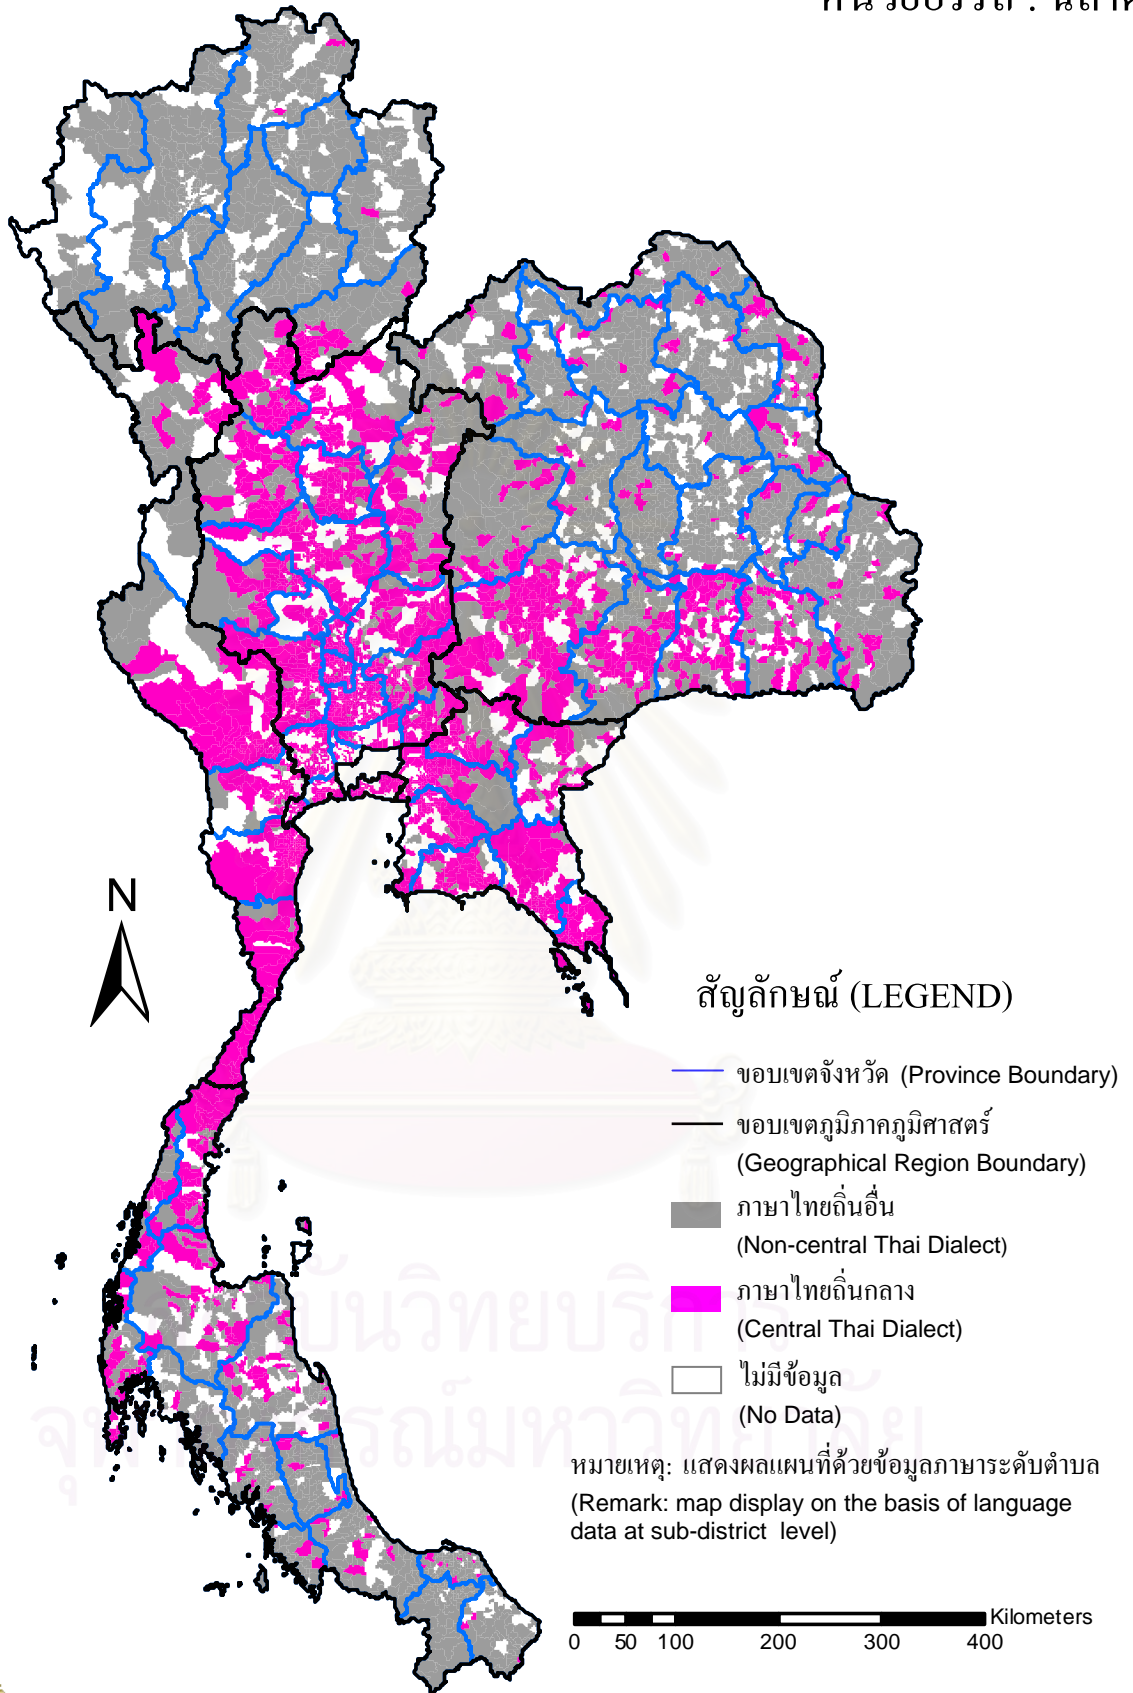 N
สัญลักษณ์ (LEGEND)
ขอบเขตจังหวัด (Province Boundary)
ขอบเขตภูมิภาคภูมิศาสตร์
(Geographical Region Boundary)
ภาษาไทยถิ่นอื่น
(Non-central Thai Dialect)
ภาษาไทยถิ่นกลาง
(Central Thai Dialect)
ไม่มีข้อมูล
(No Data)
หมายเหตุ: แสดงผลแผนที่ด้วยข้อมูลภาษาระดับตำบล
(Remark: map display on the basis of language
data at sub-district level)
Kilometers
0 50 100 200 300 400